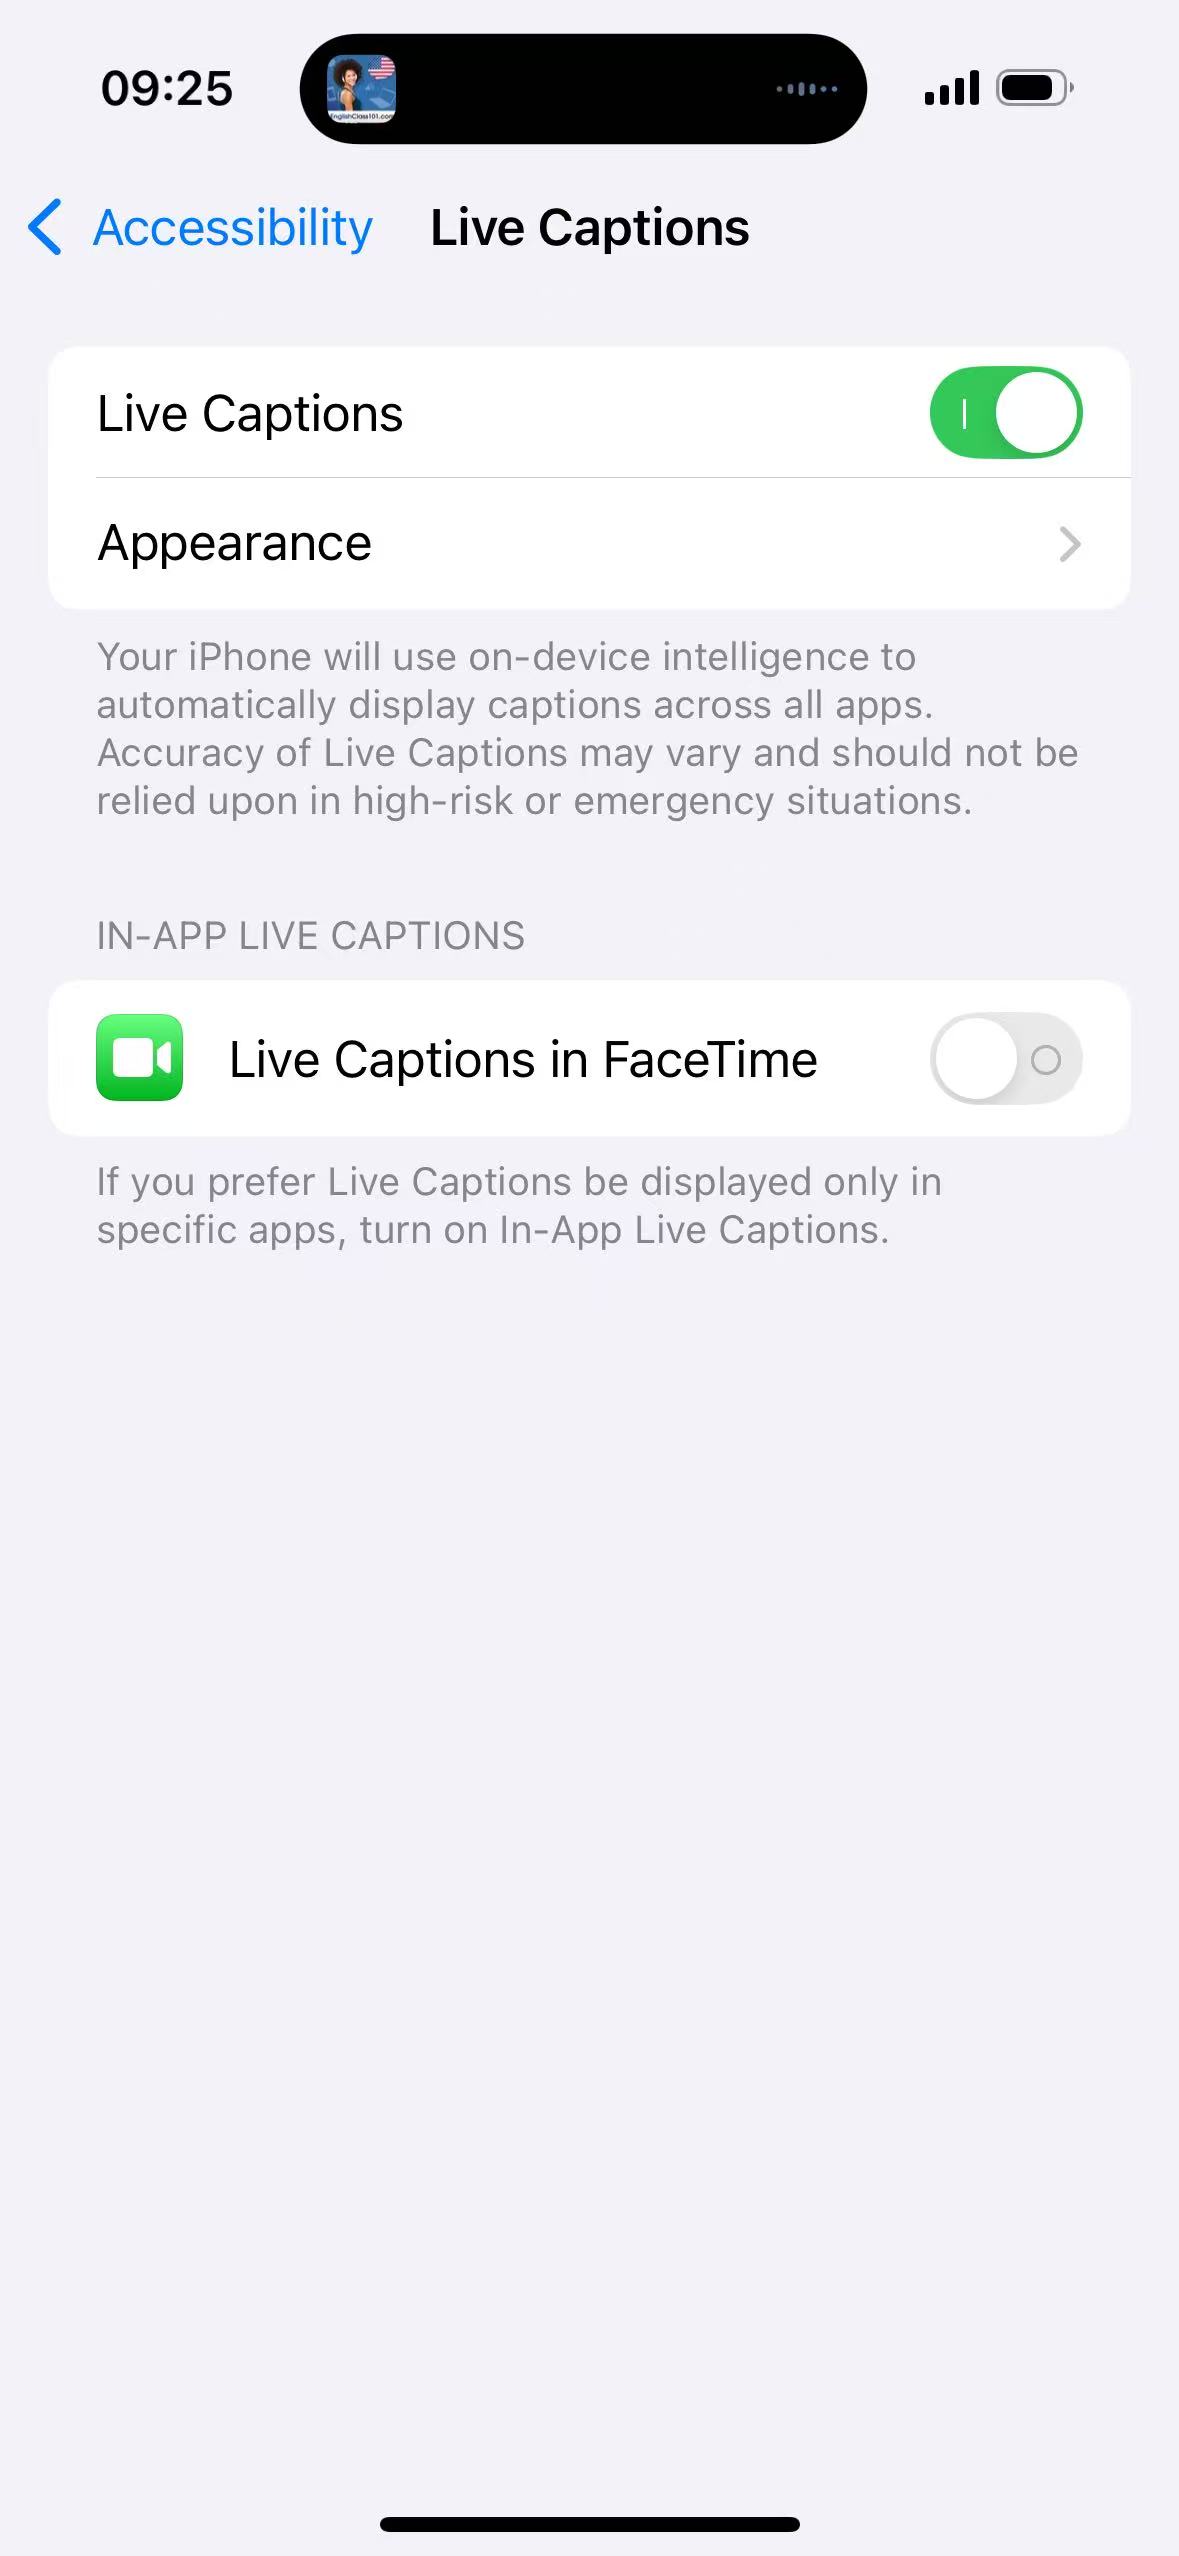 09:25
EnglishClass101.com
Accessibility
Live Captions
Live Captions
Appearance
Your iPhone will use on-device intelligence to
automatically display captions across all apps.
Accuracy of Live Captions may vary and should not be
relied upon in high-risk or emergency situations.
IN-APP LIVE CAPTIONS
Live Captions in FaceTime
If you prefer Live Captions be displayed only in
specific apps, turn on In-App Live Captions.